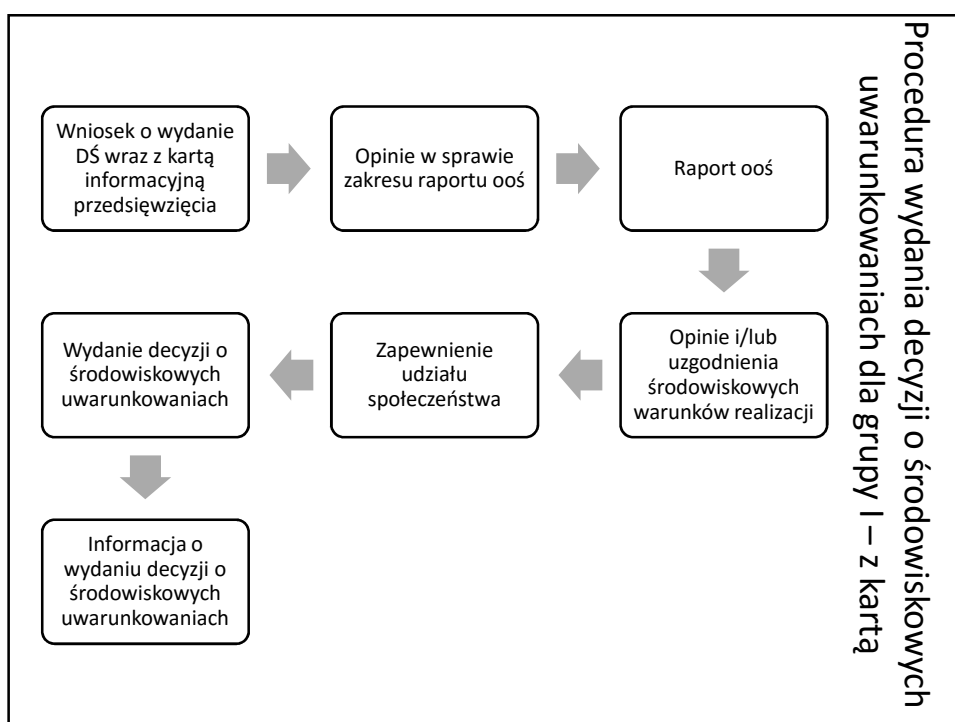 Procedura wydania decyzji o środowiskowych
uwarunkowaniach dla grupy I – z kartą
Wniosek o wydanie
DŚ wraz z kartą
informacyjną
przedsięwzięcia
Opinie w sprawie
zakresu raportu ooś
Raport ooś
Opinie i/lub
uzgodnienia
środowiskowych
warunków realizacji
Zapewnienie
udziału
społeczeństwa
Wydanie decyzji o
środowiskowych
uwarunkowaniach
Informacja o
wydaniu decyzji o
środowiskowych
uwarunkowaniach